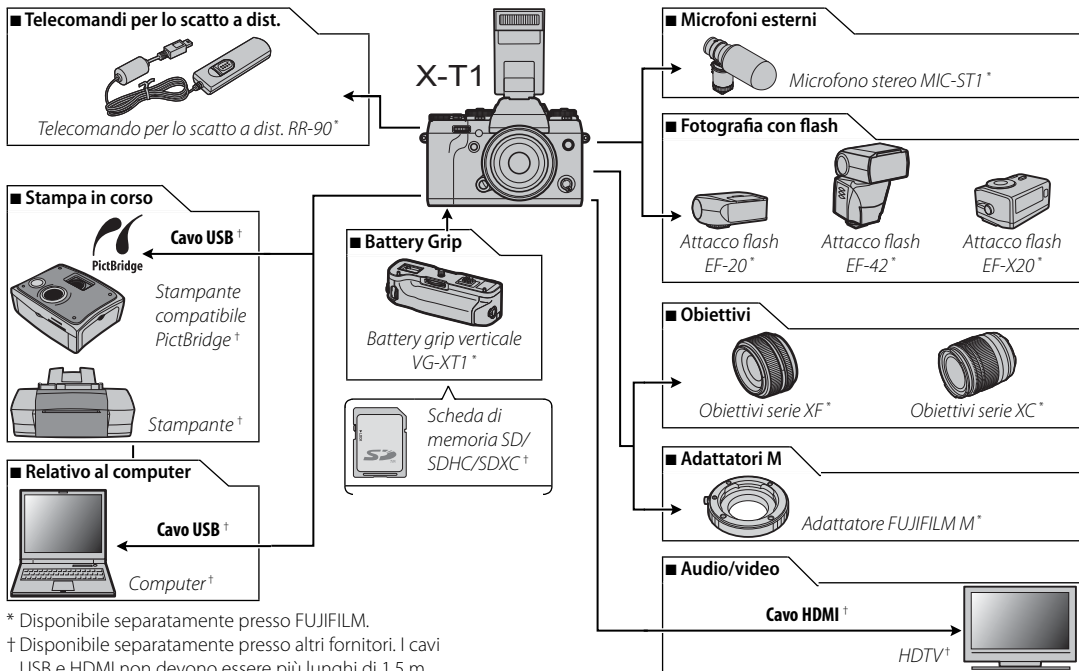 ■ Telecomandi per lo scatto a dist.
Telecomando per lo scatto a dist. RR-90*
X-T1
■ Microfoni esterni
Microfono stereo MIC-ST1*
■ Fotografia con flash
Attacco flash
EF-20*
Attacco flash
EF-42*
Attacco flash
EF-X20*
■ Stampa in corso
Cavo USB†
PictBridge
Stampante
compatibile
PictBridge†
Stampante†
■ Battery Grip
Battery grip verticale
VG-XT1*
Scheda di
memoria SD/
SDHC/SDXC†
■ Obiettivi
Obiettivi serie XF*
Obiettivi serie XC*
■ Relativo al computer
Cavo USB†
Computer†
■ Adattatori M
Adattatore FUJIFILM M*
■ Audio/video
Cavo HDMI†
HDTV†
* Disponibile separatamente presso FUJIFILM.
† Disponibile separatamente presso altri fornitori. I cavi
USB e HDMI non devono essere più lunghi di 1,5 m.